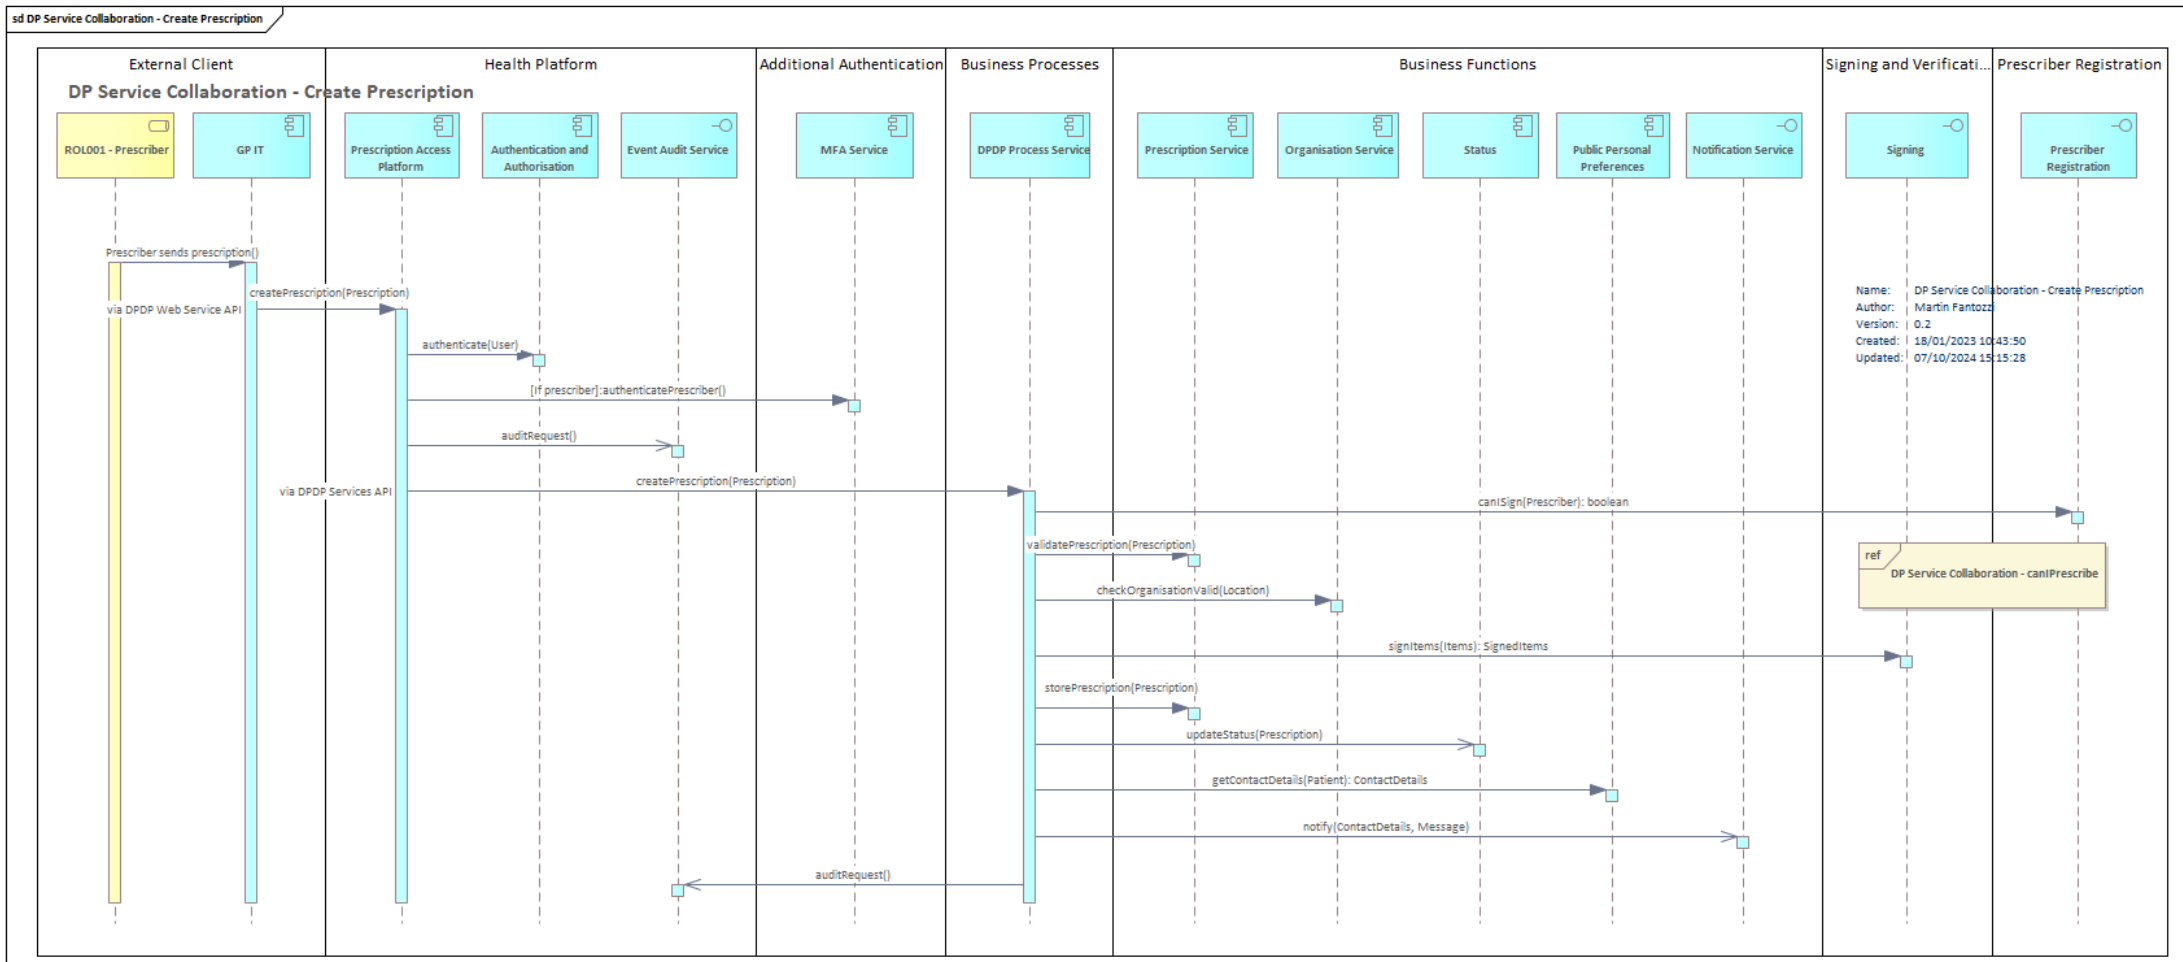 sd DP Service Collaboration - Create Prescription
External Client
Health Platform
Additional Authentication
Business Processes
Business Functions
Signing and Verificati...
Prescriber Registration
DP Service Collaboration - Create Prescription
ROL001 - Prescriber
GP IT
Prescription Access
Platform
Authentication and
Authorisation
Event Audit Service
MFA Service
DPDP Process Service
Prescription Service
Organisation Service
Status
Public Personal
Preferences
Notification Service
Signing
Prescriber
Registration
Prescriber sends prescription()
createPrescription(Prescription)
via DPDP Web Service API
authenticate(User)
[If prescriber]:authenticatePrescriber()
auditRequest()
createPrescription(Prescription)
via DPDP Services API
canISign(Prescriber): boolean
validatePrescription(Prescription)
ref
DP Service Collaboration - canIPrescribe
checkOrganisationValid(Location)
signItems(Items): SignedItems
storePrescription(Prescription)
updateStatus(Prescription)
getContactDetails(Patient): ContactDetails
notify(ContactDetails, Message)
auditRequest()
Name: DP Service Collaboration - Create Prescription
Author: Martin Fantozzi
Version: 0.2
Created: 18/01/2023 10:43:50
Updated: 07/10/2024 15:15:28